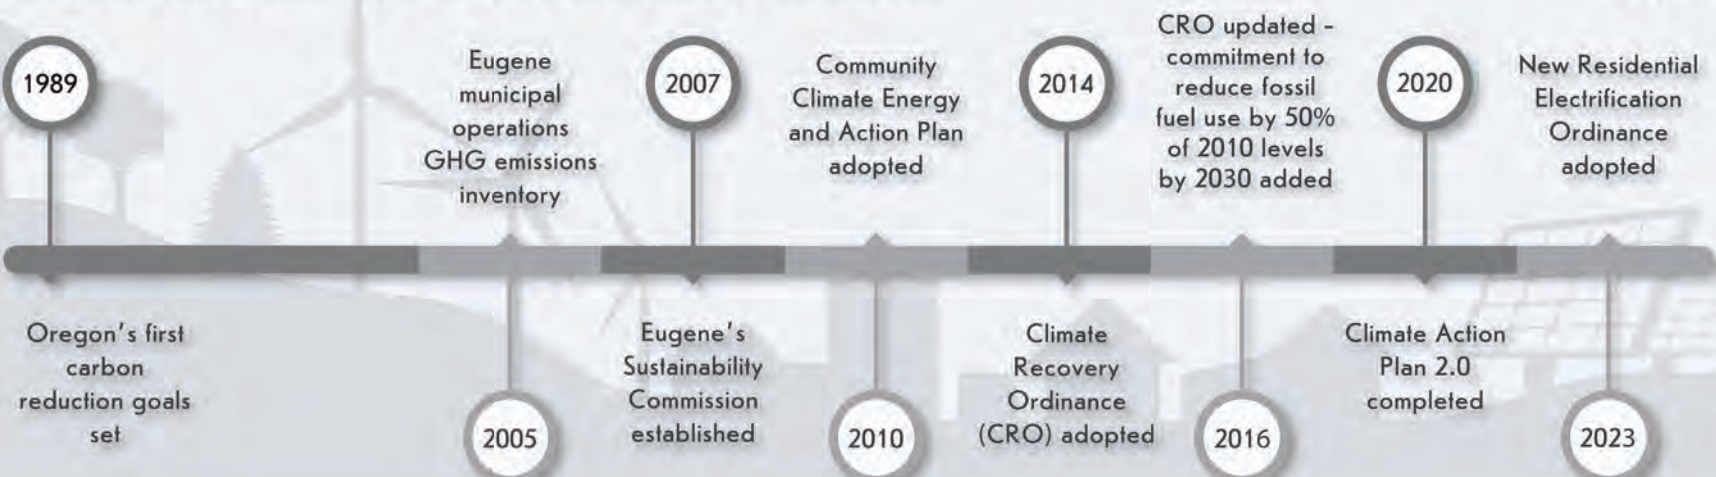 1989
Oregon's first
carbon
reduction goals
set
Eugene
municipal
operations
GHG emissions
inventory
2005
2007
Eugene's
Sustainability
Commission
established
Community
Climate Energy
and Action Plan
adopted
2010
2014
Climate
Recovery
Ordinance
(CRO) adopted
CRO updated -
commitment to
reduce fossil
fuel use by 50%
of 2010 levels
by 2030 added
2016
2020
Climate Action
Plan 2.0
completed
New Residential
Electrification
Ordinance
adopted
2023